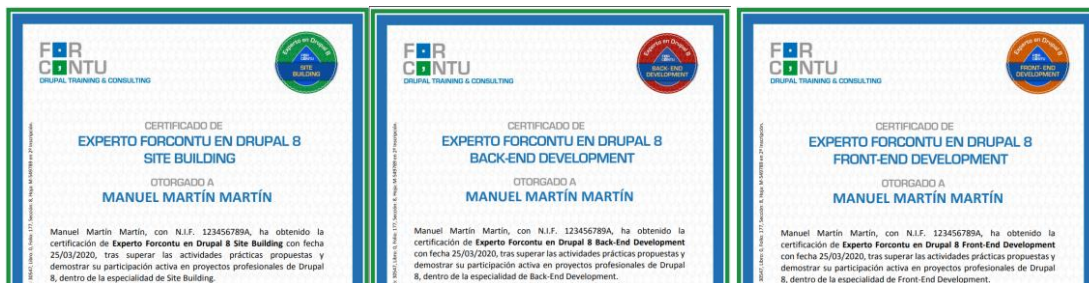 FORCONTU
DRUPAL TRAINING & CONSULTING
Experto en Drupal 8
SITE
BUILDING
CERTIFICADO DE
EXPERTO FORCONTU EN DRUPAL 8
SITE BUILDING
OTORGADO A
MANUEL MARTÍN MARTÍN
Manuel Martín Martín, con N.I.F. 123456789A, ha obtenido la
certificación de Experto Forcontu en Drupal 8 Site Building con fecha
25/03/2020, tras superar las actividades prácticas propuestas y
demostrar su participación activa en proyectos profesionales de Drupal
8, dentro de la especialidad de Site Building.
FORCONTU
DRUPAL TRAINING & CONSULTING
Experto en Drupal 8
BACK-END
DEVELOPMENT
CERTIFICADO DE
EXPERTO FORCONTU EN DRUPAL 8
BACK-END DEVELOPMENT
OTORGADO A
MANUEL MARTÍN MARTÍN
Manuel Martín Martín, con N.I.F. 123456789A, ha obtenido la
certificación de Experto Forcontu en Drupal 8 Back-End Development
con fecha 25/03/2020, tras superar las actividades prácticas propuestas y
demostrar su participación activa en proyectos profesionales de Drupal
8, dentro de la especialidad de Back-End Development.
FORCONTU
DRUPAL TRAINING & CONSULTING
Experto en Drupal 8
FRONT-END
DEVELOPMENT
CERTIFICADO DE
EXPERTO FORCONTU EN DRUPAL 8
FRONT-END DEVELOPMENT
OTORGADO A
MANUEL MARTÍN MARTÍN
Manuel Martín Martín, con N.I.F. 123456789A, ha obtenido la
certificación de Experto Forcontu en Drupal 8 Front-End Development
con fecha 25/03/2020, tras superar las actividades prácticas propuestas y
demostrar su participación activa en proyectos profesionales de Drupal
8, dentro de la especialidad de Front-End Development.